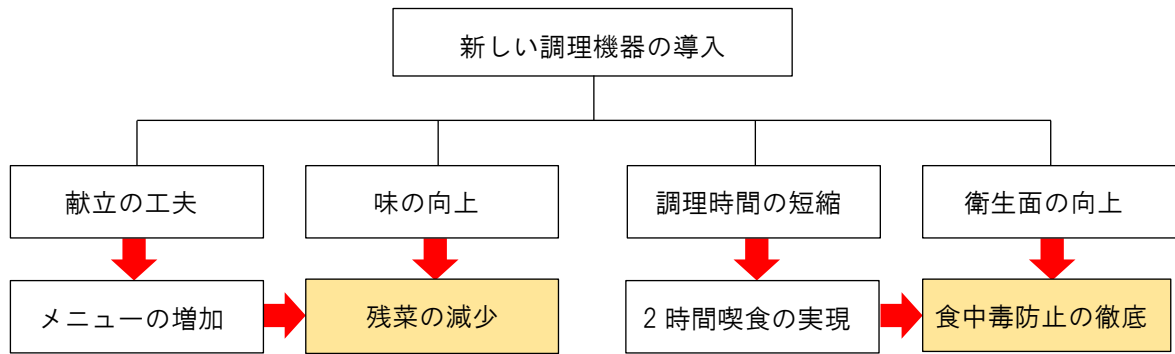 新しい調理機器の導入
献立の工夫
味の向上
調理時間の短縮
衛生面の向上
メニューの増加
残菜の減少
2時間喫食の実現
食中毒防止の徹底